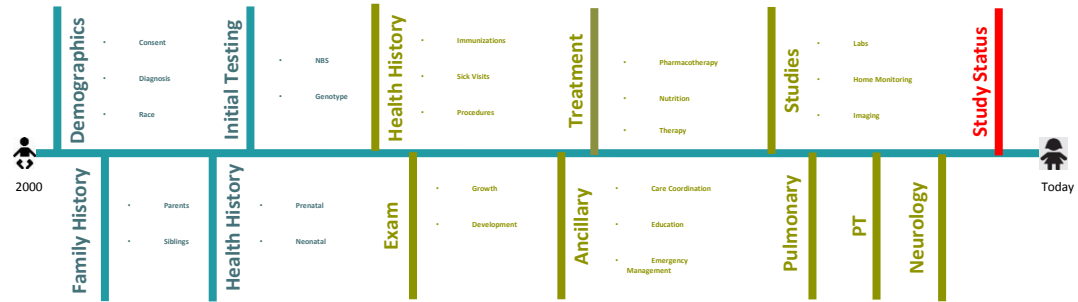 Demographics
Consent
Diagnosis
Race
Initial Testing
NBS
Genotype
Health History
Immunizations
Sick Visits
Procedures
Treatment
Pharmacotherapy
Nutrition
Therapy
Studies
Labs
Home Monitoring
Imaging
Study Status
2000
Today
Family History
Parents
Siblings
Health History
Prenatal
Neonatal
Exam
Growth
Development
Ancillary
Care Coordination
Education
Emergency
Management
Pulmonary
PT
Neurology